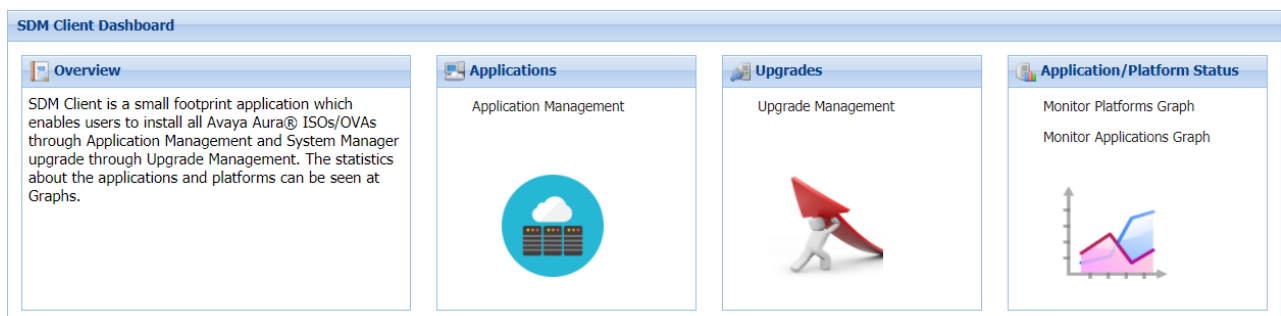 SDM Client Dashboard
Overview
SDM Client is a small footprint application which
enables users to install all Avaya Aura® ISOs/OVAs
through Application Management and System Manager
upgrade through Upgrade Management. The statistics
about the applications and platforms can be seen at
Graphs.
Applications
Application Management
Upgrades
Upgrade Management
Application/Platform Status
Monitor Platforms Graph
Monitor Applications Graph